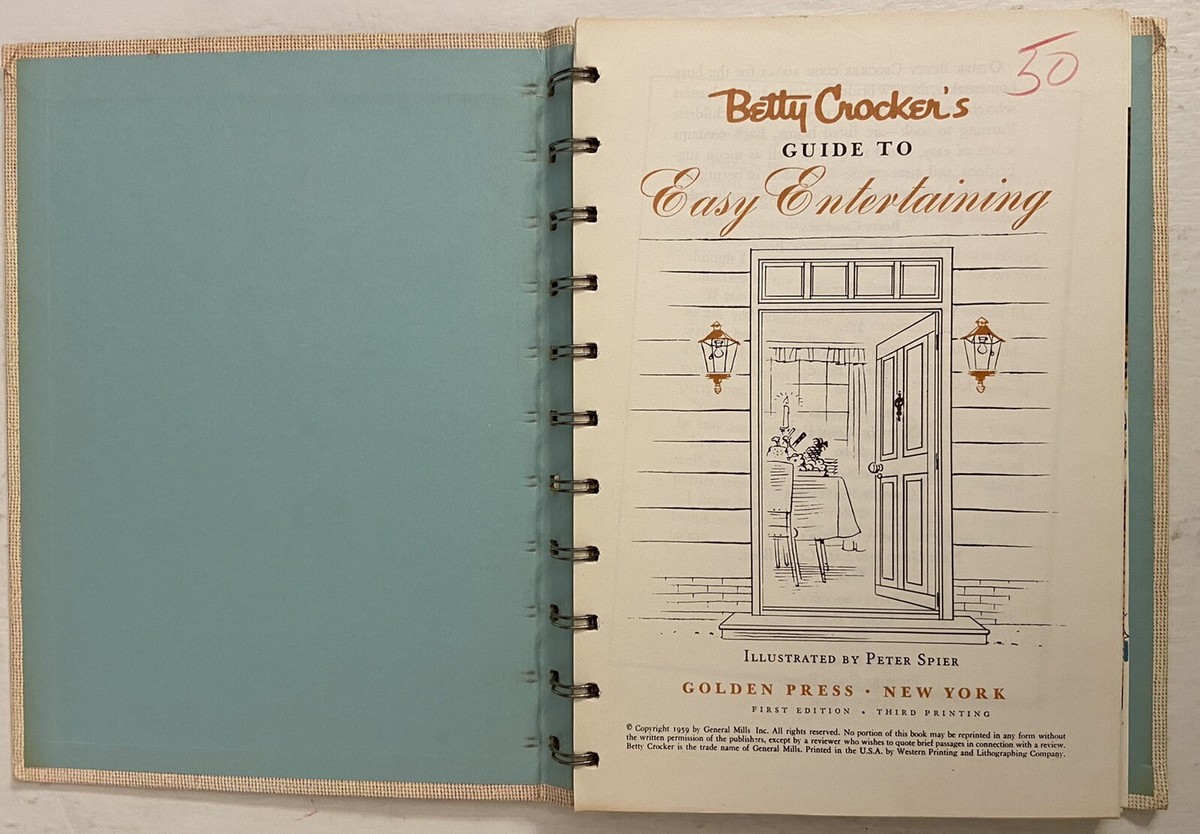 50
Betty Crocker's
GUIDE TO
Easy Entertaining
ILLUSTRATED BY PETER SPIER
GOLDEN PRESS • NEW YORK
FIRST EDITION • THIRD PRINTING
© Copyright 1959 by General Mills Inc. All rights reserved. No portion of this book may be reprinted in any form without
the written permission of the publishers, except by a reviewer who wishes to quote brief passages in connection with a review.
Betty Crocker is the trade name of General Mills. Printed in the U.S.A. by Western Printing and Lithographing Company.